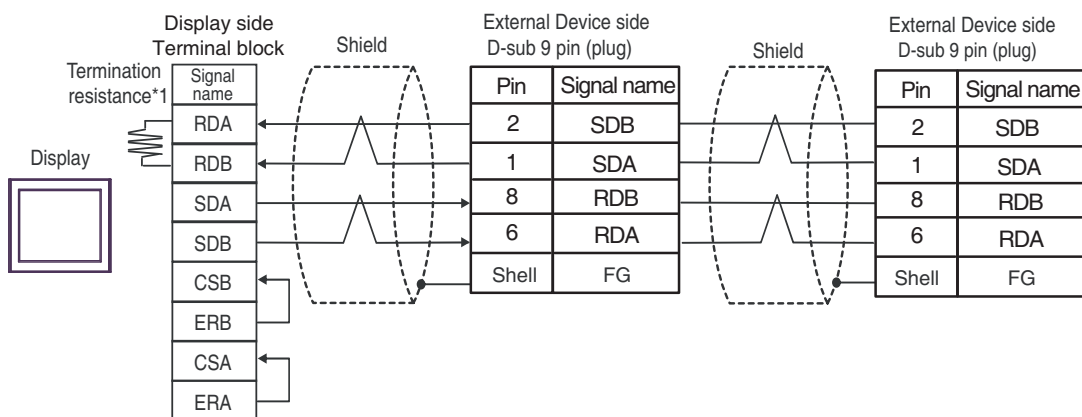 Display side
Terminal block
Shield
External Device side
D-sub 9 pin (plug)
Shield
External Device side
D-sub 9 pin (plug)
Termination
resistance*1
Display
Signal
name
RDA
RDB
SDA
SDB
CSB
ERB
CSA
ERA
Pin Signal name
2 SDB
1 SDA
8 RDB
6 RDA
Shell FG
Pin Signal name
2 SDB
1 SDA
8 RDB
6 RDA
Shell FG